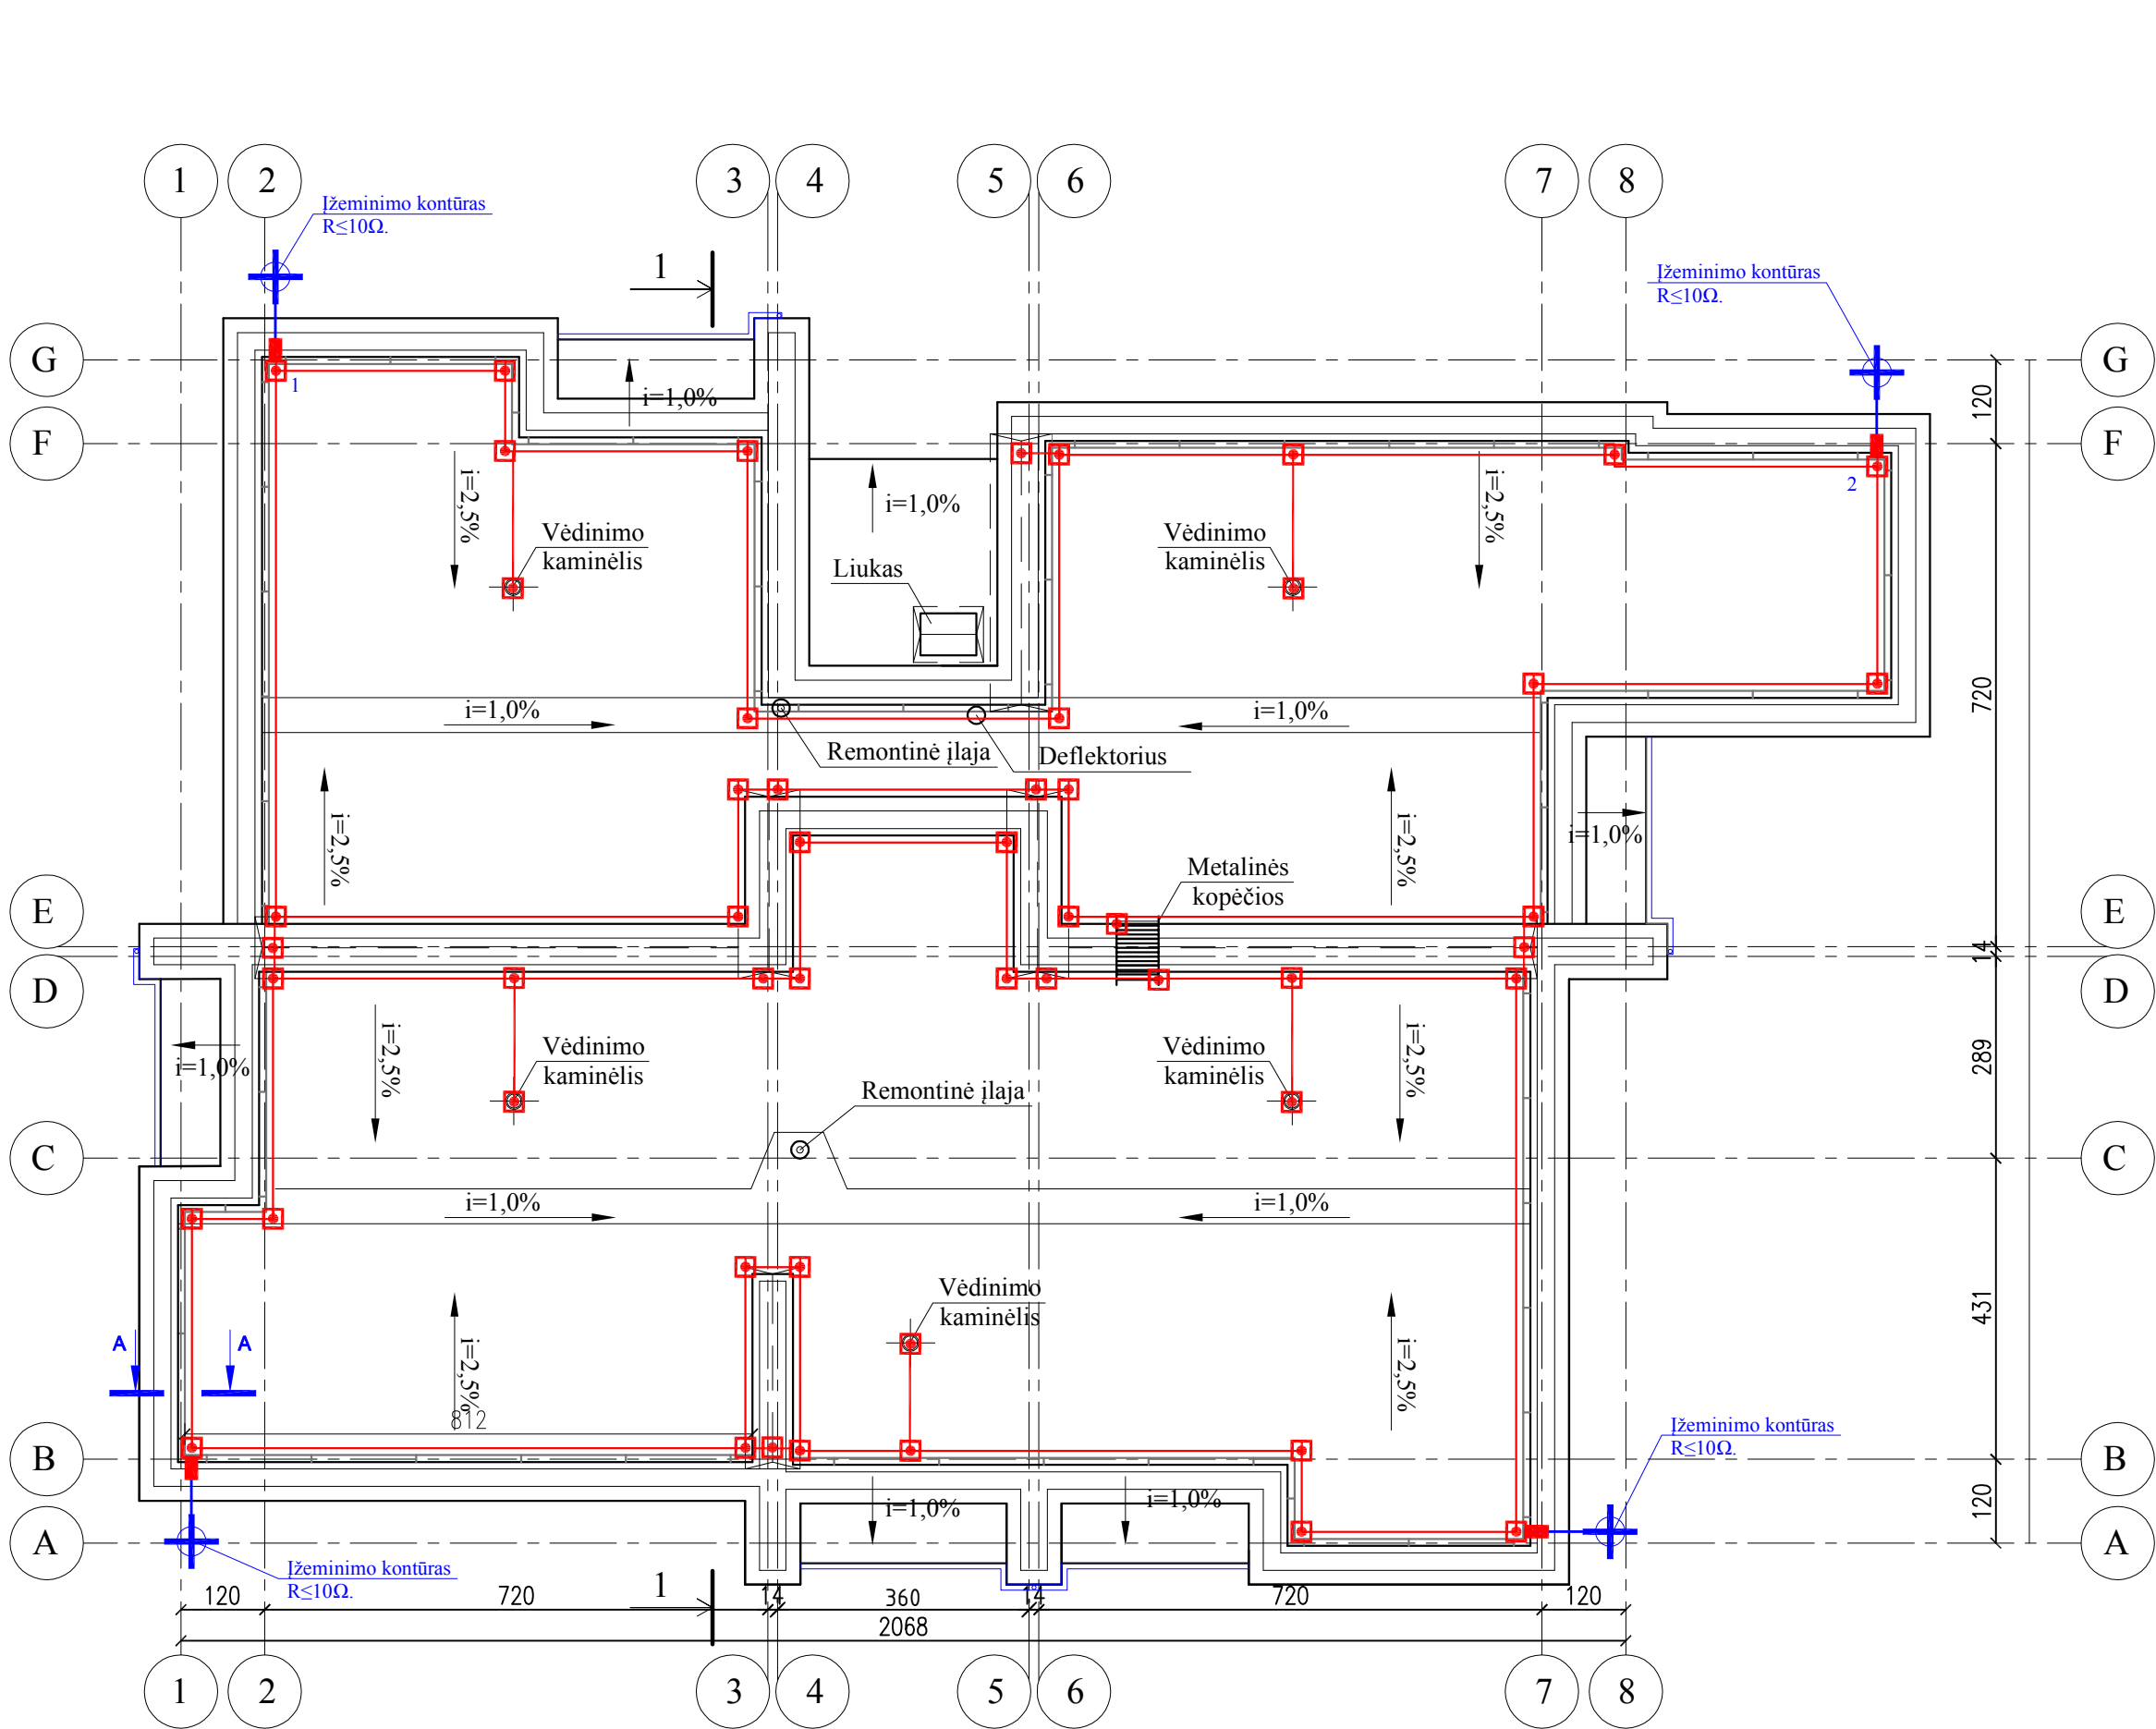 1
2
3
4
5
6
7
8
Įžeminimo kontūras
R≤10Ω.
1
Įžeminimo kontūras
R≤10Ω.
G
G
1
i=1,0%
120
F
F
i=2,5%
i=1,0%
i=2,5%
2
Vėdinimo
kaminėlis
Vėdinimo
kaminėlis
Liukas
720
i=1,0%
i=1,0%
Remontinė įlaja
Deflektorius
i=2,5%
i=2,5%
i=1,0%
Metalinės
kopėčios
E
E
14
D
D
i=1,0%
i=2,5%
Vėdinimo
kaminėlis
Vėdinimo
kaminėlis
i=2,5%
289
Remontinė įlaja
C
C
i=1,0%
i=1,0%
Vėdinimo
kaminėlis
431
A
A
i=2,5%
i=2,5%
812
Įžeminimo kontūras
R≤10Ω.
B
B
i=1,0%
i=1,0%
120
A
A
Įžeminimo kontūras
R≤10Ω.
1
120
720
14
360
14
720
120
2068
1
2
3
4
5
6
7
8